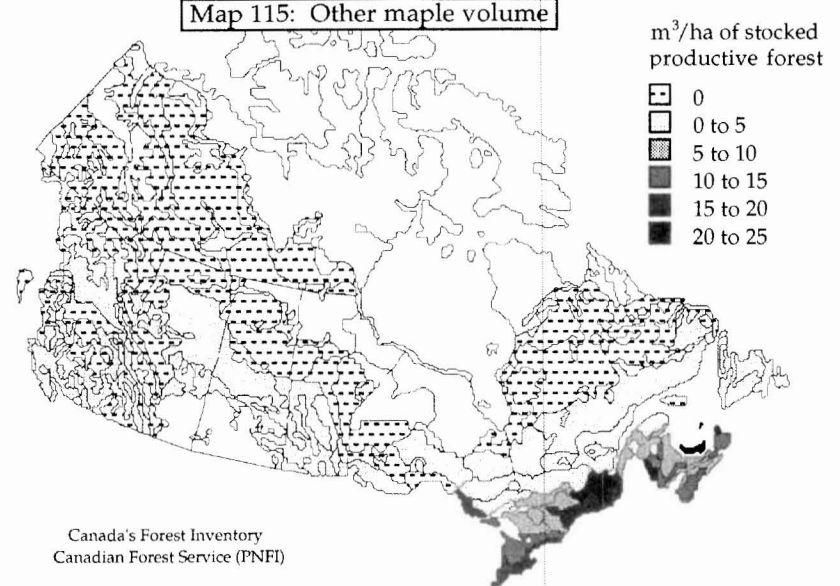 Map 115: Other maple volume
m³/ha of stocked
productive forest
0
0 to 5
5 to 10
10 to 15
15 to 20
20 to 25
Canada's Forest Inventory
Canadian Forest Service (PNFI)